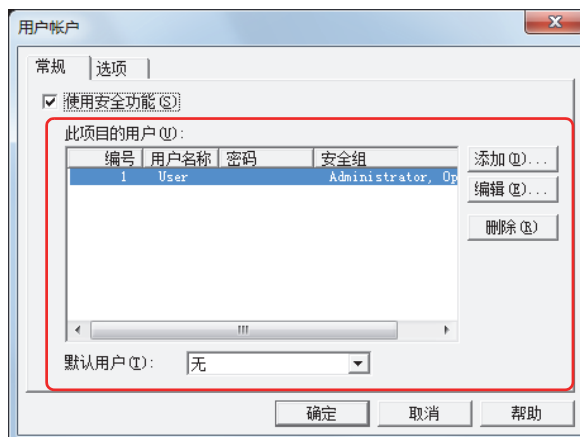 用户帐户
常规 选项
使用安全功能(S)
此项目的用户(U):
编号 用户名称 密码 安全组
1 User Administrator, Op
添加(D)...
编辑(E)...
删除(R)
默认用户(T): 无
确定 取消 帮助